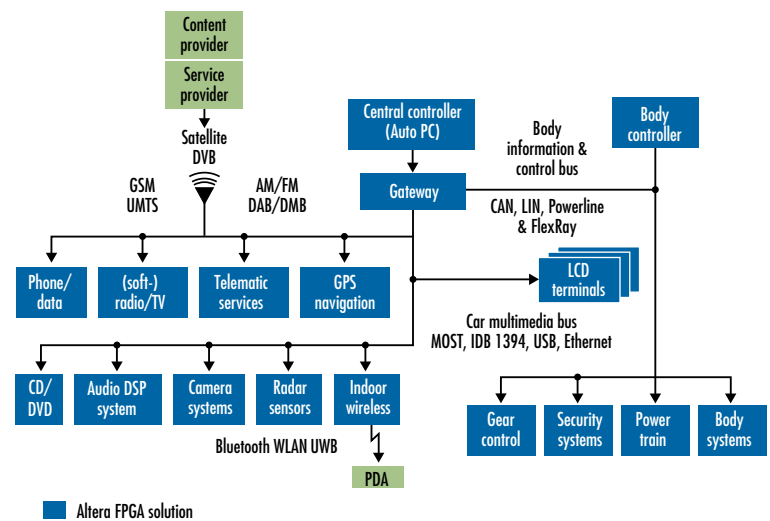 Content
provider
Service
provider
Satellite
DVB
GSM
UMTS
AM/FM
DAB/DMB
Central controller
(Auto PC)
Gateway
Body
information &
control bus
Body
controller
CAN, LIN, Powerline
& FlexRay
Phone/
data
(soft-)
radio/TV
Telematic
services
GPS
navigation
LCD
terminals
Car multimedia bus
MOST, IDB 1394, USB, Ethernet
CD/
DVD
Audio DSP
system
Camera
systems
Radar
sensors
Indoor
wireless
Gear
control
Security
systems
Power
train
Body
systems
Bluetooth WLAN UWB
PDA
Altera FPGA solution